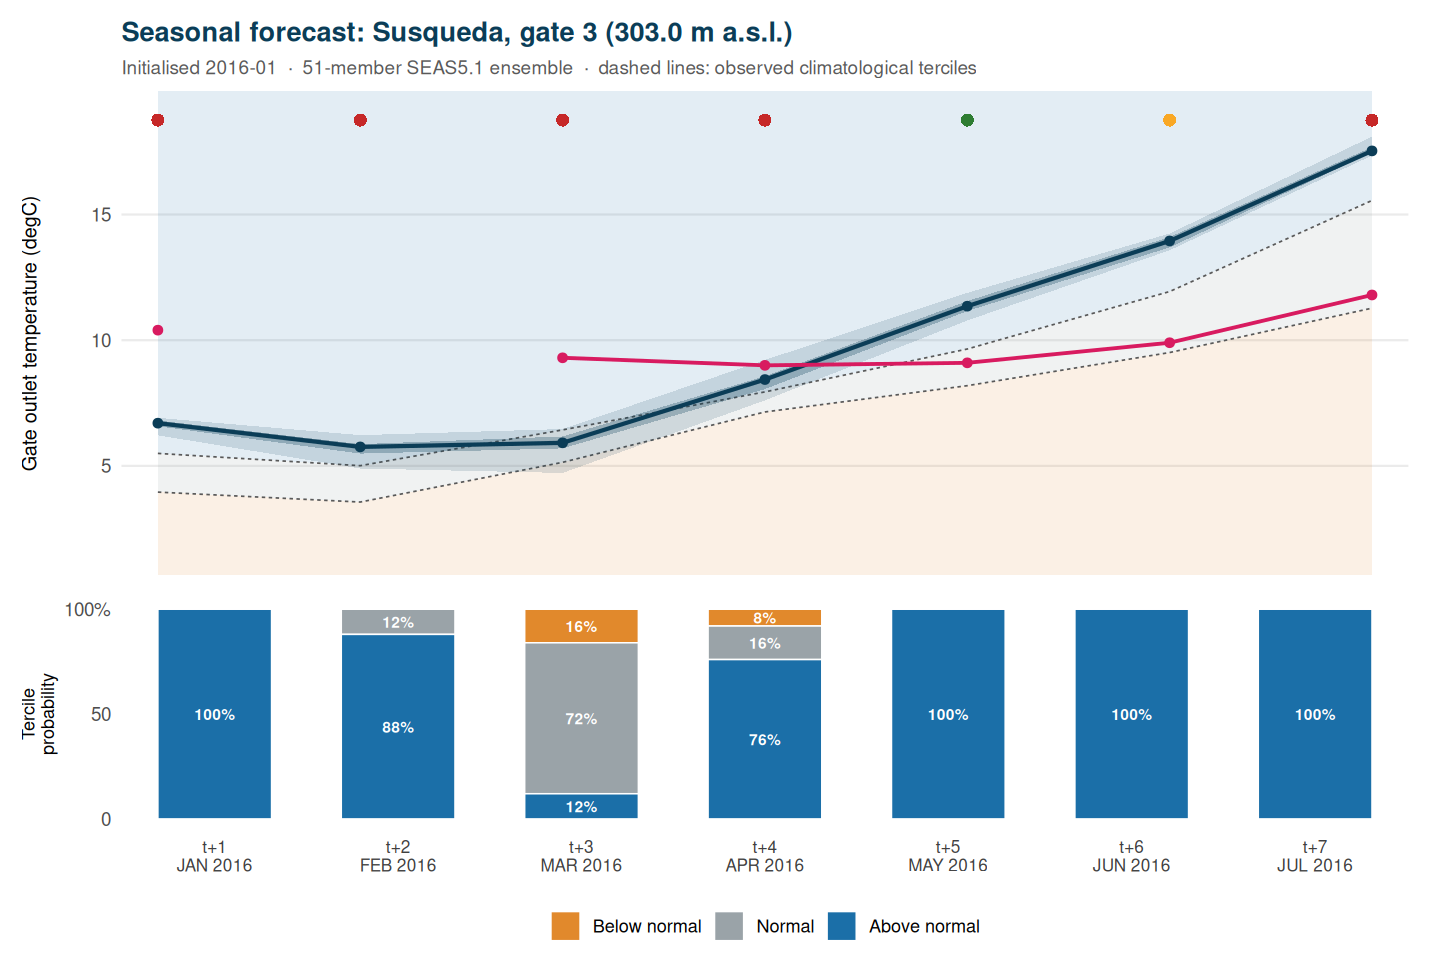 Seasonal forecast: Susqueda, gate 3 (303.0 m a.s.l.)
Initialised 2016-01 · 51-member SEAS5.1 ensemble · dashed lines: observed climatological terciles
Gate outlet temperature (degC)
15
10
5
Tercile
probability
100%
50
0
100%
12%
88%
16%
72%
12%
8%
16%
76%
100%
100%
100%
t+1
JAN 2016
t+2
FEB 2016
t+3
MAR 2016
t+4
APR 2016
t+5
MAY 2016
t+6
JUN 2016
t+7
JUL 2016
Below normal
Normal
Above normal